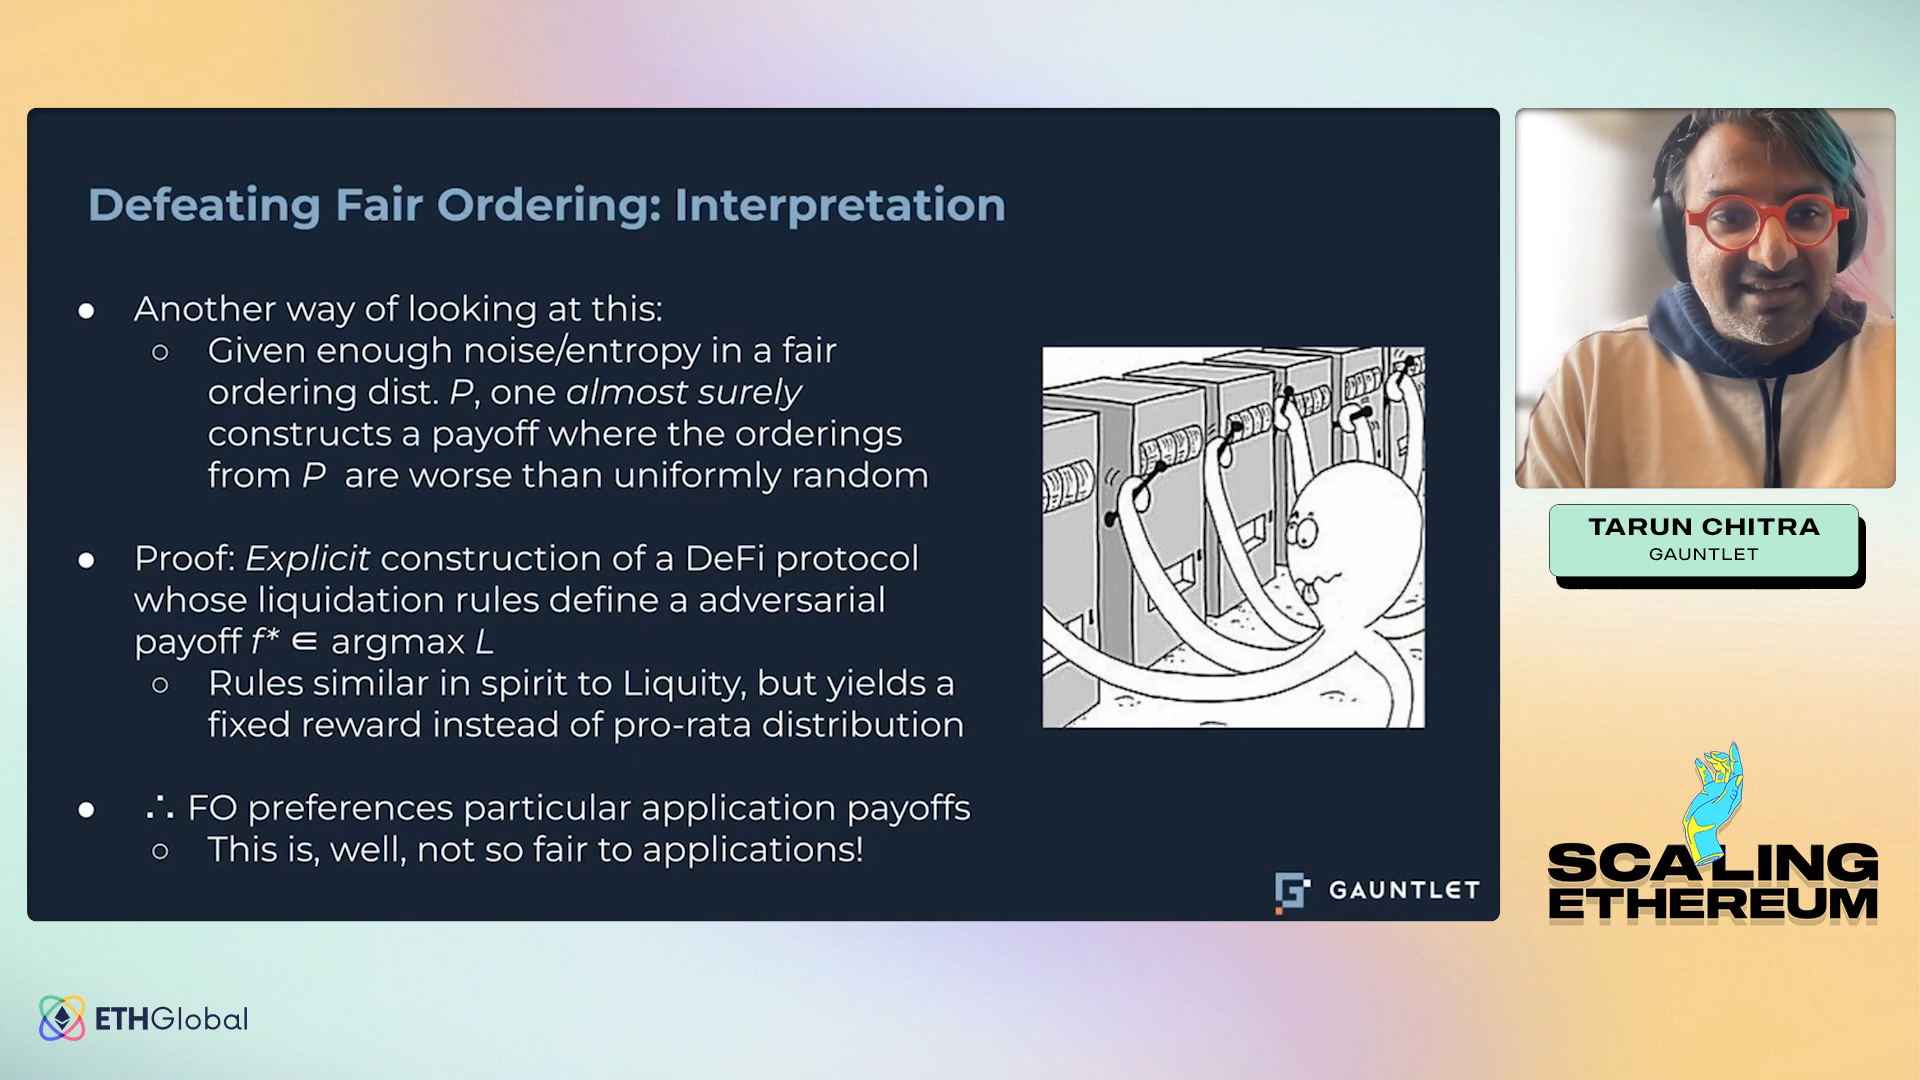 Defeating Fair Ordering: Interpretation
● Another way of looking at this:
○ Given enough noise/entropy in a fair
ordering dist. P, one almost surely
constructs a payoff where the orderings
from P are worse than uniformly random
● Proof: Explicit construction of a DeFi protocol
whose liquidation rules define a adversarial
payoff f* ∈ argmax L
○ Rules similar in spirit to Liquity, but yields a
fixed reward instead of pro-rata distribution
● ∴ FO preferences particular application payoffs
○ This is, well, not so fair to applications!
GAUNTLET
TARUN CHITRA
GAUNTLET
SCALING
ETHEREUM
ETHGlobal